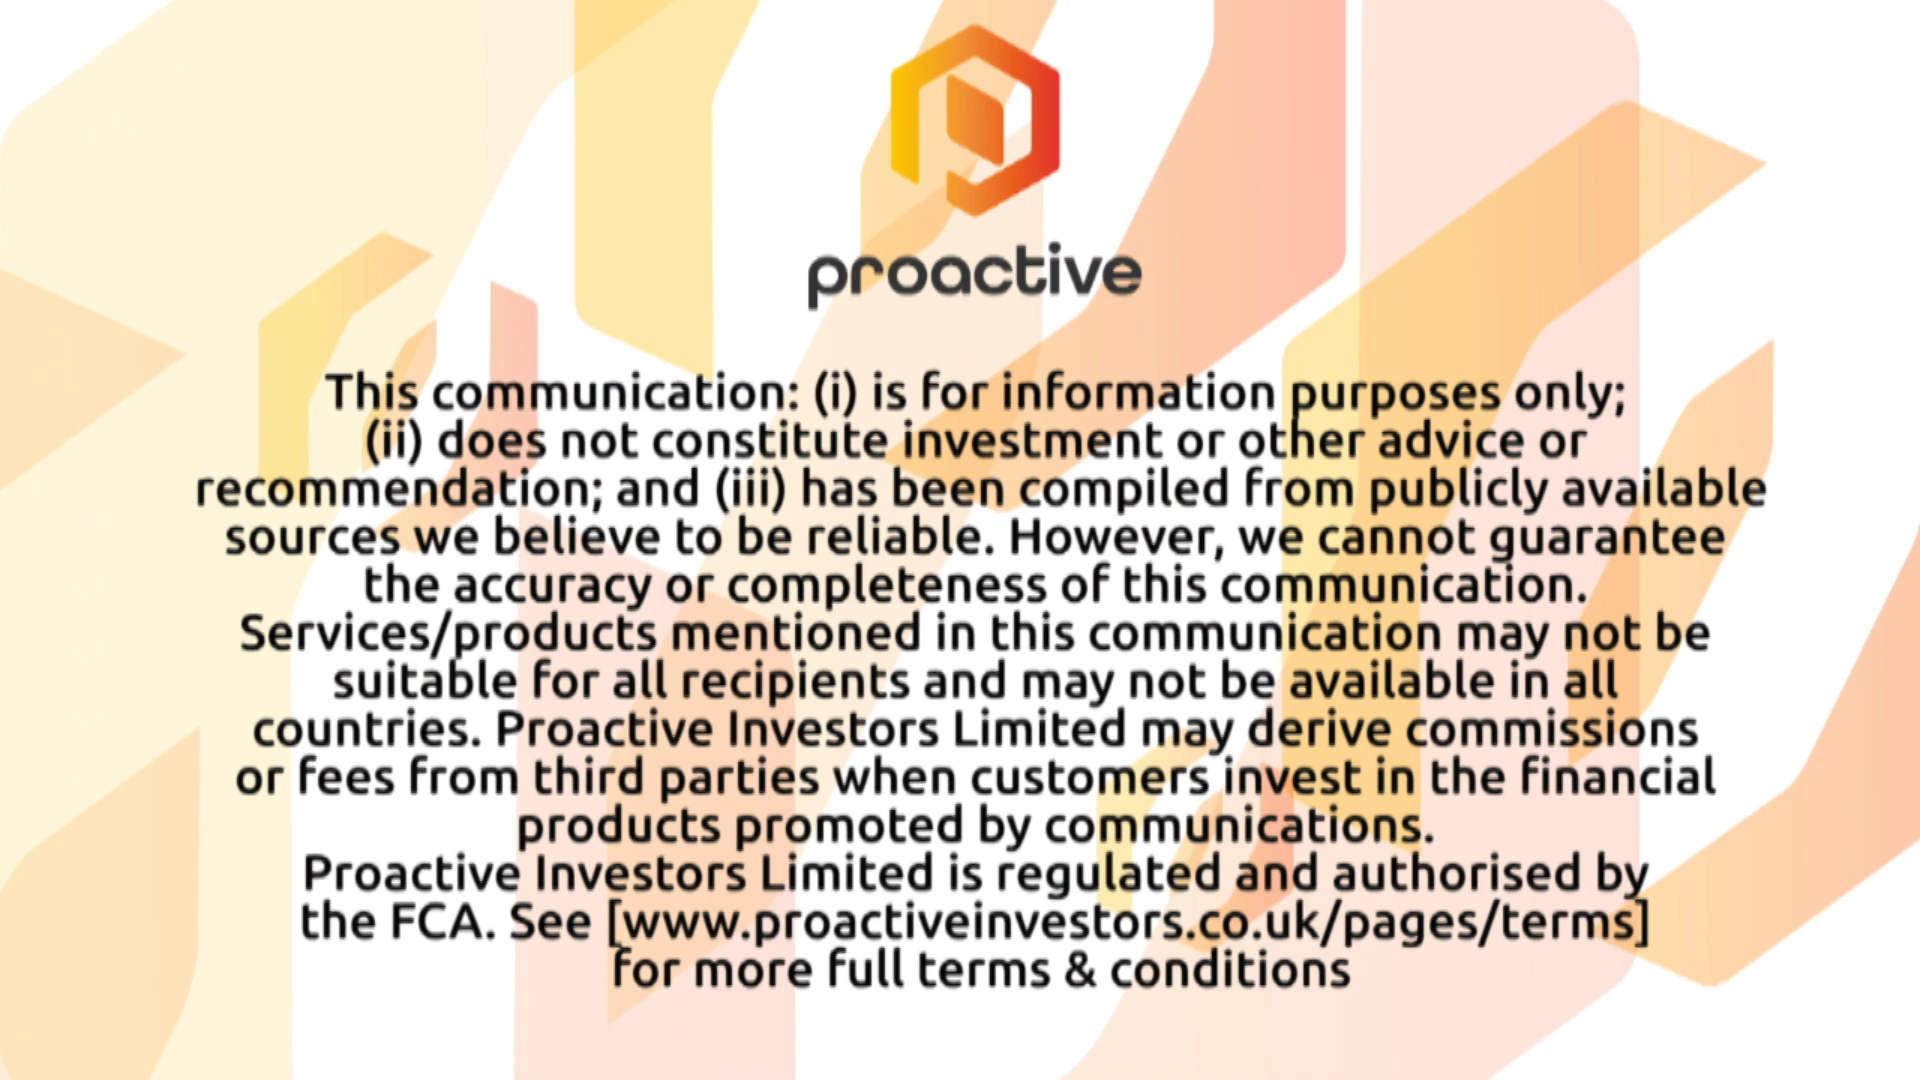 proactive
This communication: (i) is for information purposes only;
(ii) does not constitute investment or other advice or
recommendation; and (iii) has been compiled from publicly available
sources we believe to be reliable. However, we cannot guarantee
the accuracy or completeness of this communication.
Services/products mentioned in this communication may not be
suitable for all recipients and may not be available in all
countries. Proactive Investors Limited may derive commissions
or fees from third parties when customers invest in the financial
products promoted by communications.
Proactive Investors Limited is regulated and authorised by
the FCA. See [www.proactiveinvestors.co.uk/pages/terms]
for more full terms & conditions